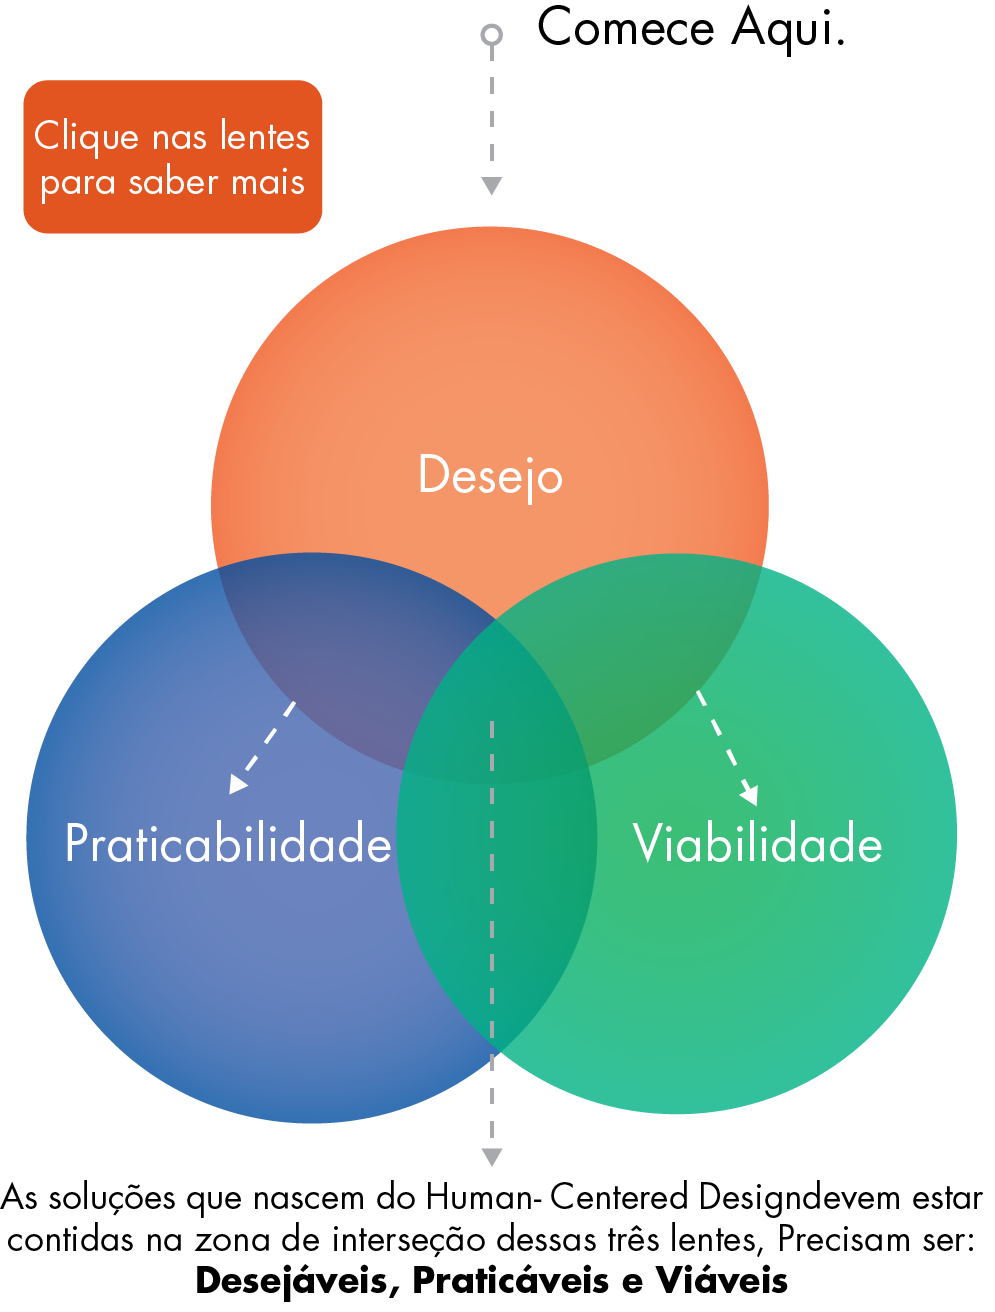 Comece Aqui.
Clique nas lentes
para saber mais
Desejo
Praticabilidade
Viabilidade
As soluções que nascem do Human- Centered Designdevem estar
contidas na zona de interseção dessas três lentes, Precisam ser:
Desejáveis, Praticáveis e Viáveis